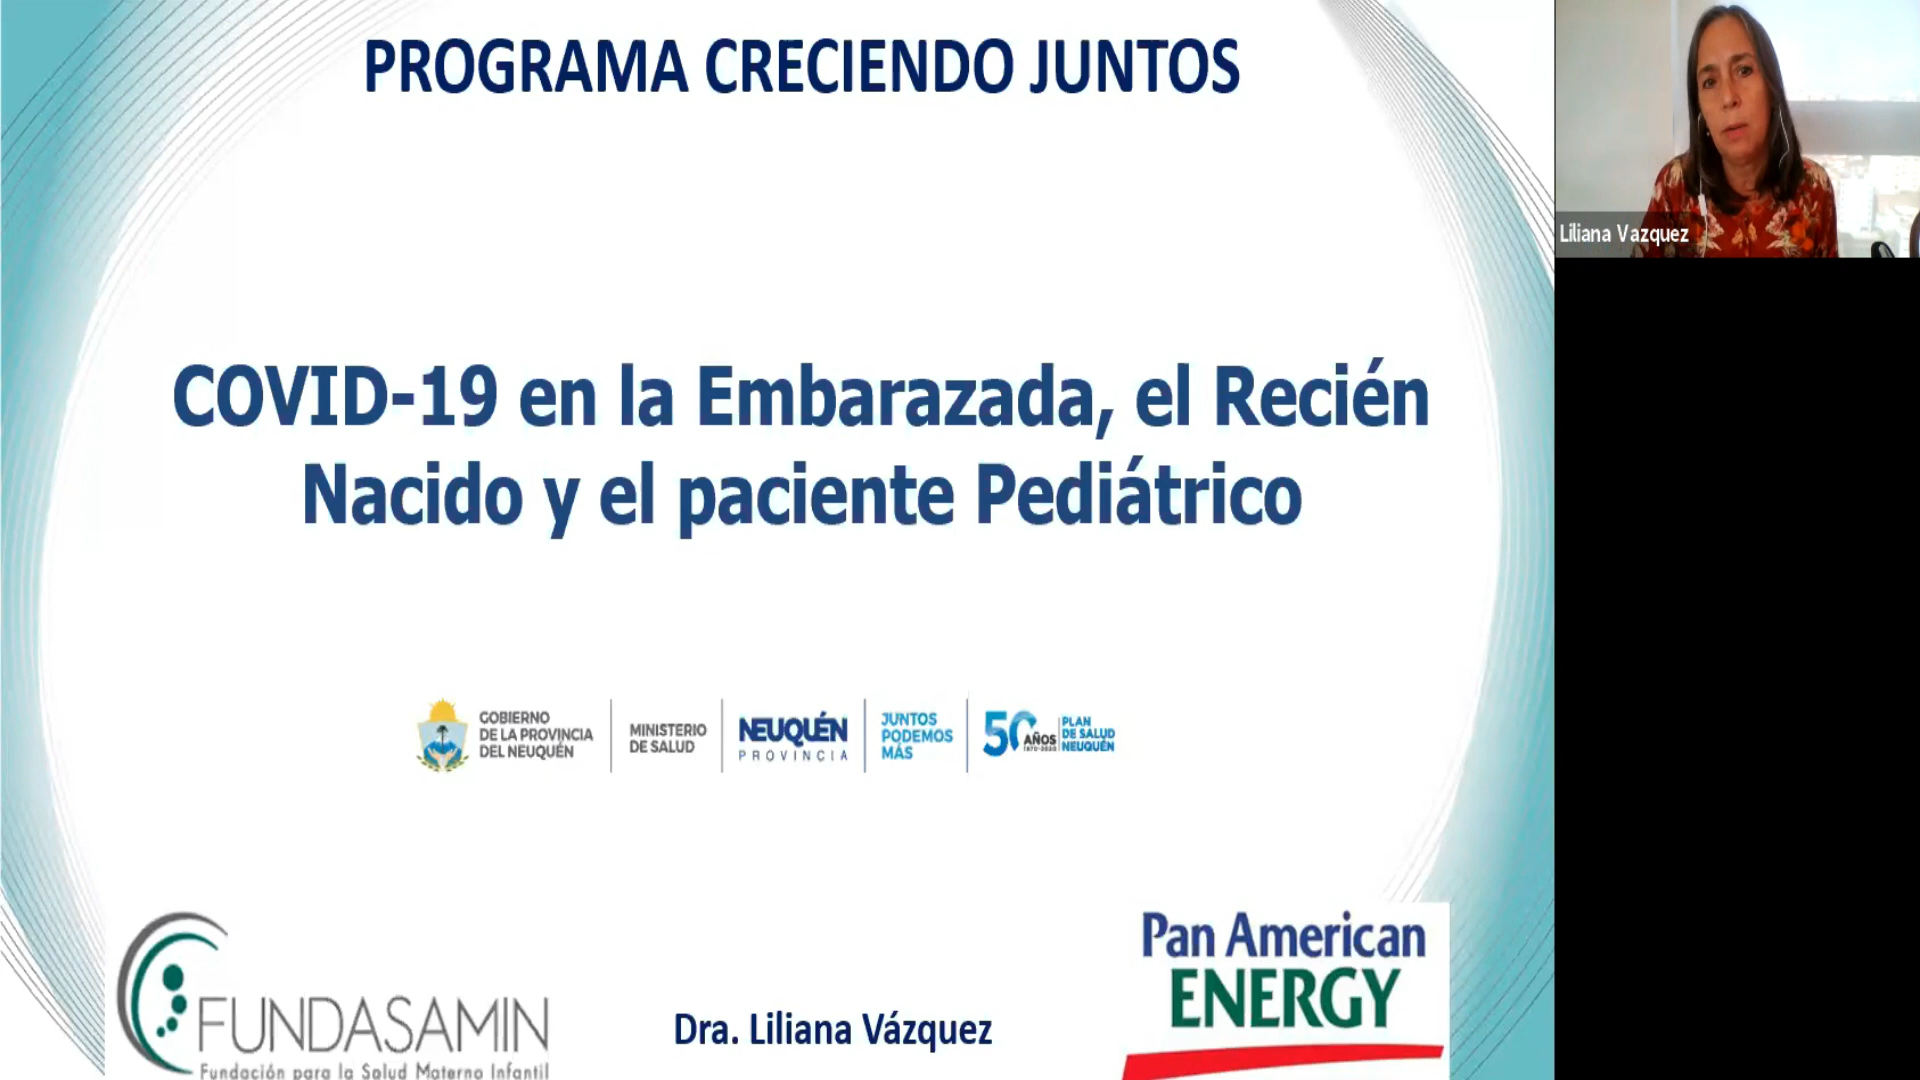 PROGRAMA CRECIENDO JUNTOS
Liliana Vazquez
COVID-19 en la Embarazada, el Recién
Nacido y el paciente Pediátrico
GOBIERNO
DE LA PROVINCIA
DEL NEUQUÉN
MINISTERIO
DE SALUD
NEUQUÉN
PROVINCIA
JUNTOS
PODEMOS
MÁS
50
AÑOS
1970-2020
PLAN
DE SALUD
NEUQUÉN
FUNDASAMIN
Fundación para la Salud Materno Infantil
Dra. Liliana Vázquez
Pan American
ENERGY